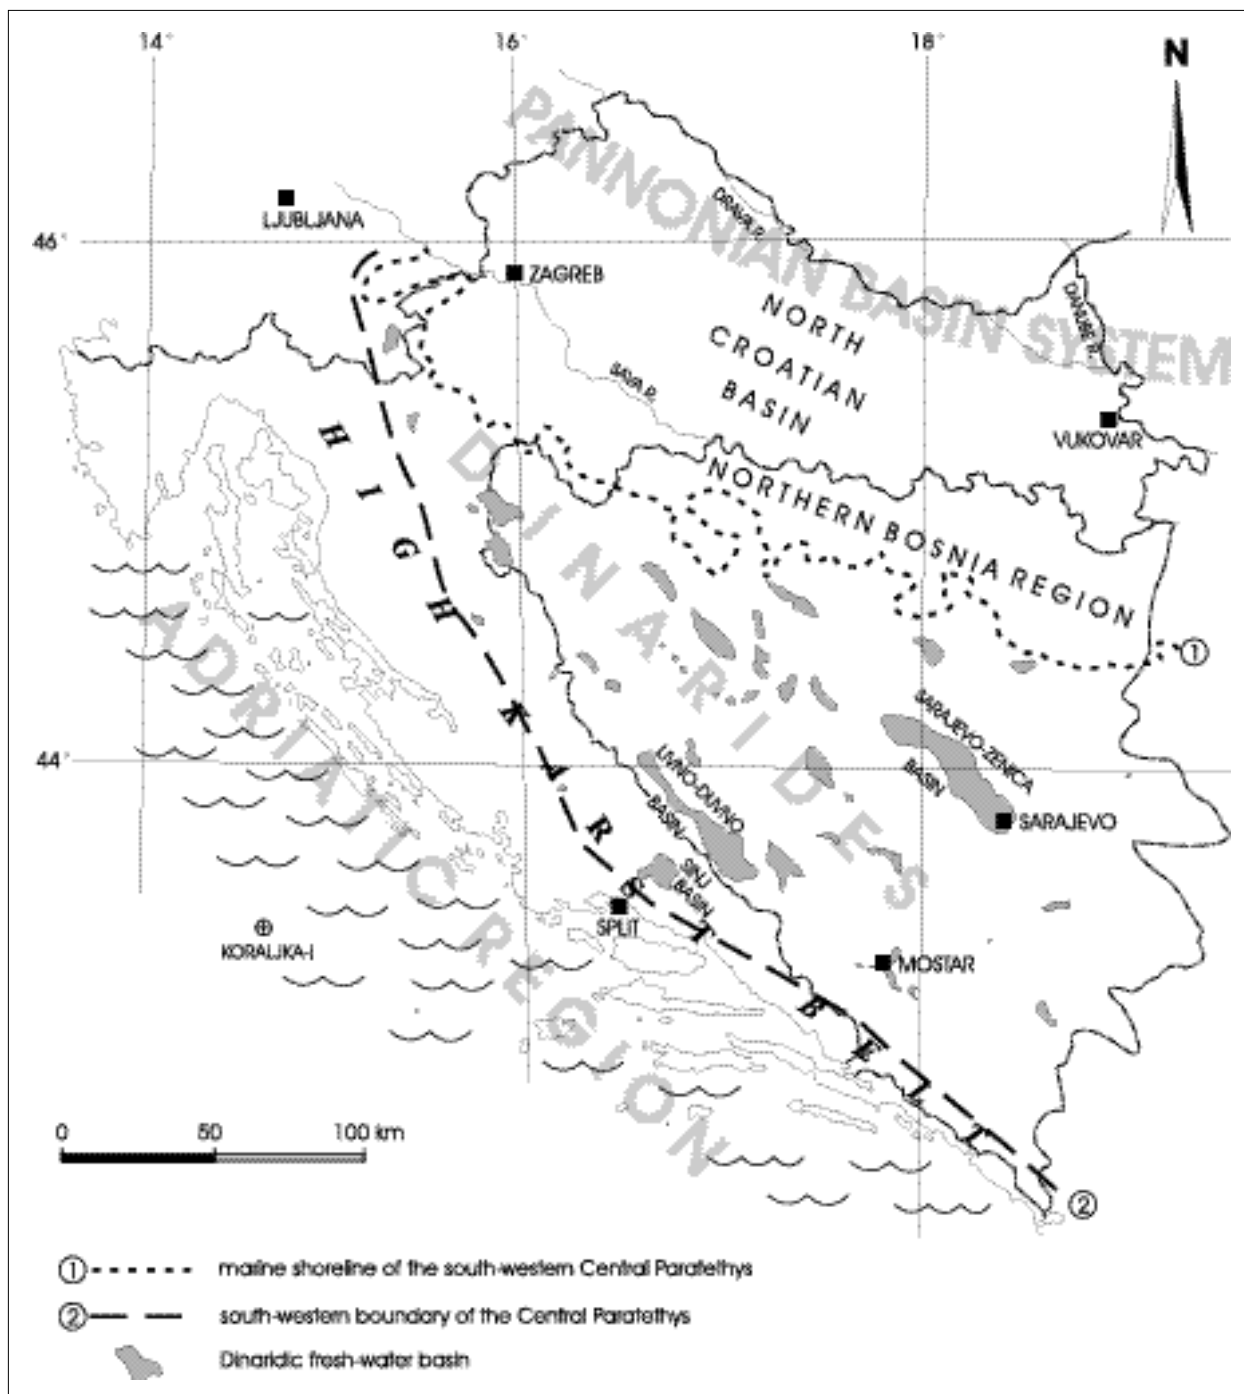 14°
16°
18°
N
PANNONIAN BASIN SYSTEM
DRAVA R.
LJUBLJANA
46°
ZAGREB
NORTH
CROATIAN
BASIN
DANUBE R.
SAVA R.
VUKOVAR
HIGH KARST BELT
DINARIDES
NORTHERN BOSNIA REGION
ADRIATIC REGION
1
SARAJEVO-ZENICA
BASIN
44°
LIVNO-DUVNO
BASIN
SARAJEVO
SINJ
BASIN
SPLIT
KORALJKA-1
MOSTAR
0 50 100 km
2
1 marine shoreline of the south-western Central Paratethys
2 south-western boundary of the Central Paratethys
Dinaridic fresh-water basin